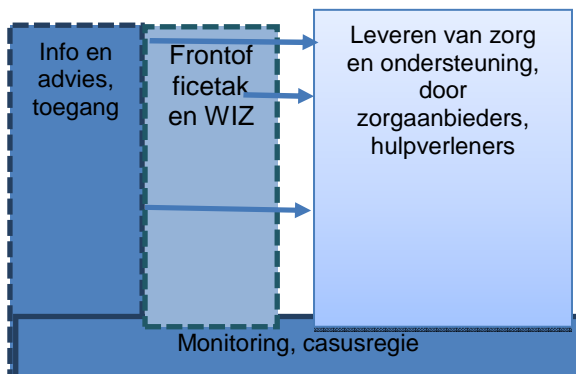 Info en
advies,
toegang
Frontof
ficetak
en WIZ
Leveren van zorg
en ondersteuning,
door
zorgaanbieders,
hulpverleners
Monitoring, casusregie